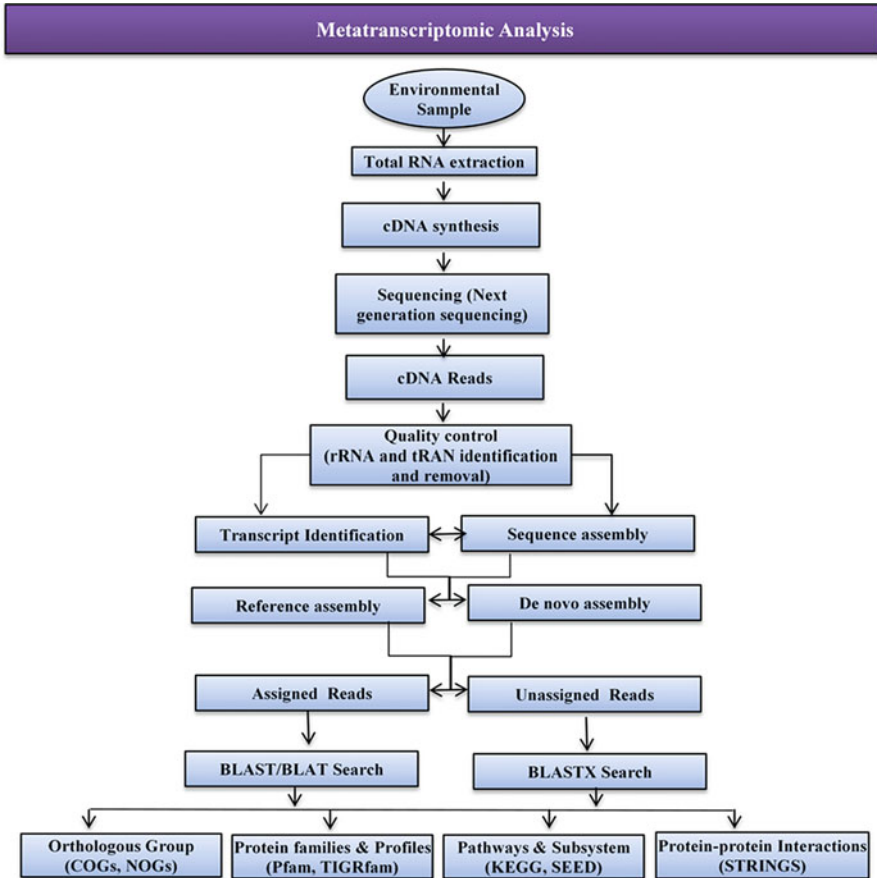 Metatranscriptomic Analysis
Environmental
Sample
Total RNA extraction
cDNA synthesis
Sequencing (Next
generation sequencing)
cDNA Reads
Quality control
(rRNA and tRAN identification
and removal)
Transcript Identification
Sequence assembly
Reference assembly
De novo assembly
Assigned Reads
Unassigned Reads
BLAST/BLAT Search
BLASTX Search
Orthologous Group
(COGs, NOGs)
Protein families & Profiles
(Pfam, TIGRfam)
Pathways & Subsystem
(KEGG, SEED)
Protein-protein Interactions
(STRINGS)